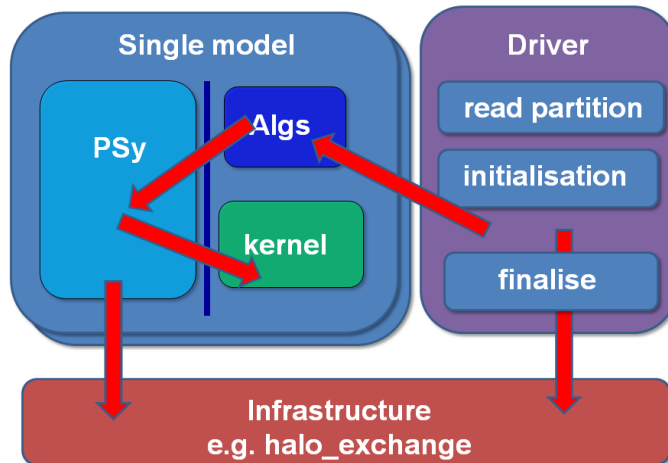 Single model
Driver
PSy
Algs
kernel
read partition
initialisation
finalise
Infrastructure
e.g. halo_exchange